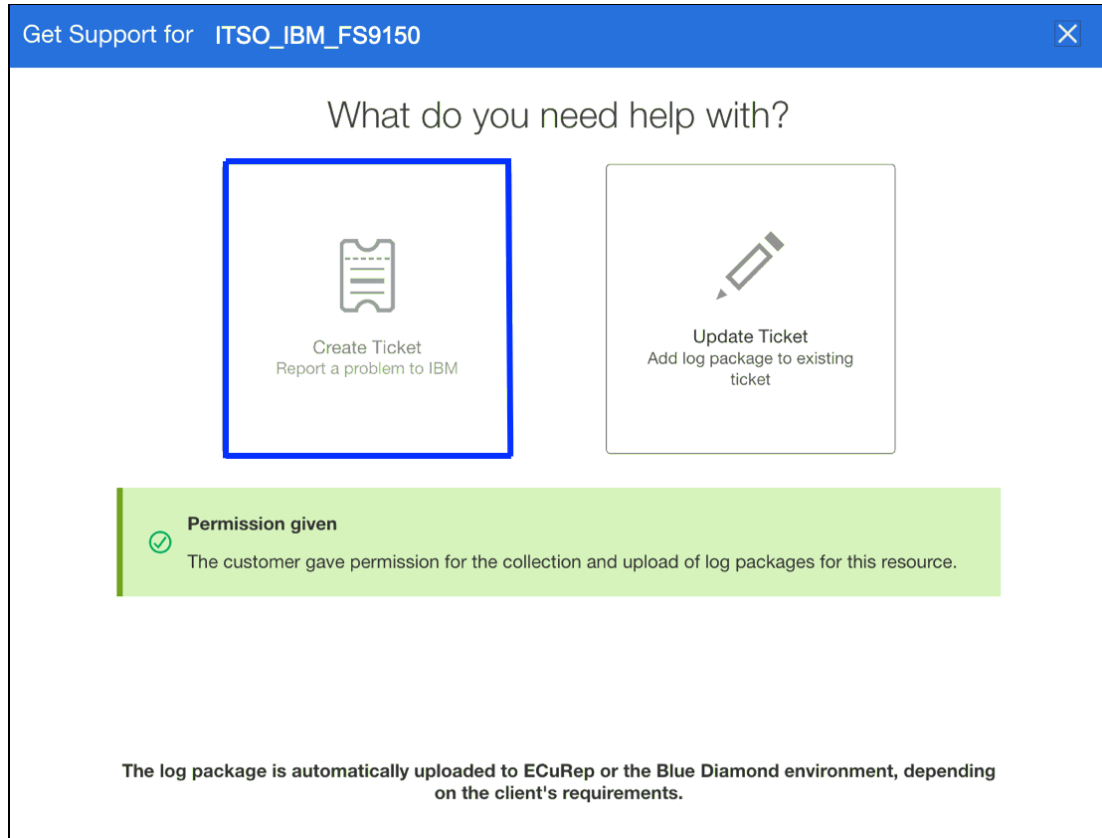 Get Support for ITSO_IBM_FS9150
What do you need help with?
Create Ticket
Report a problem to IBM
Update Ticket
Add log package to existing
ticket
Permission given
The customer gave permission for the collection and upload of log packages for this resource.
The log package is automatically uploaded to ECuRep or the Blue Diamond environment, depending
on the client's requirements.